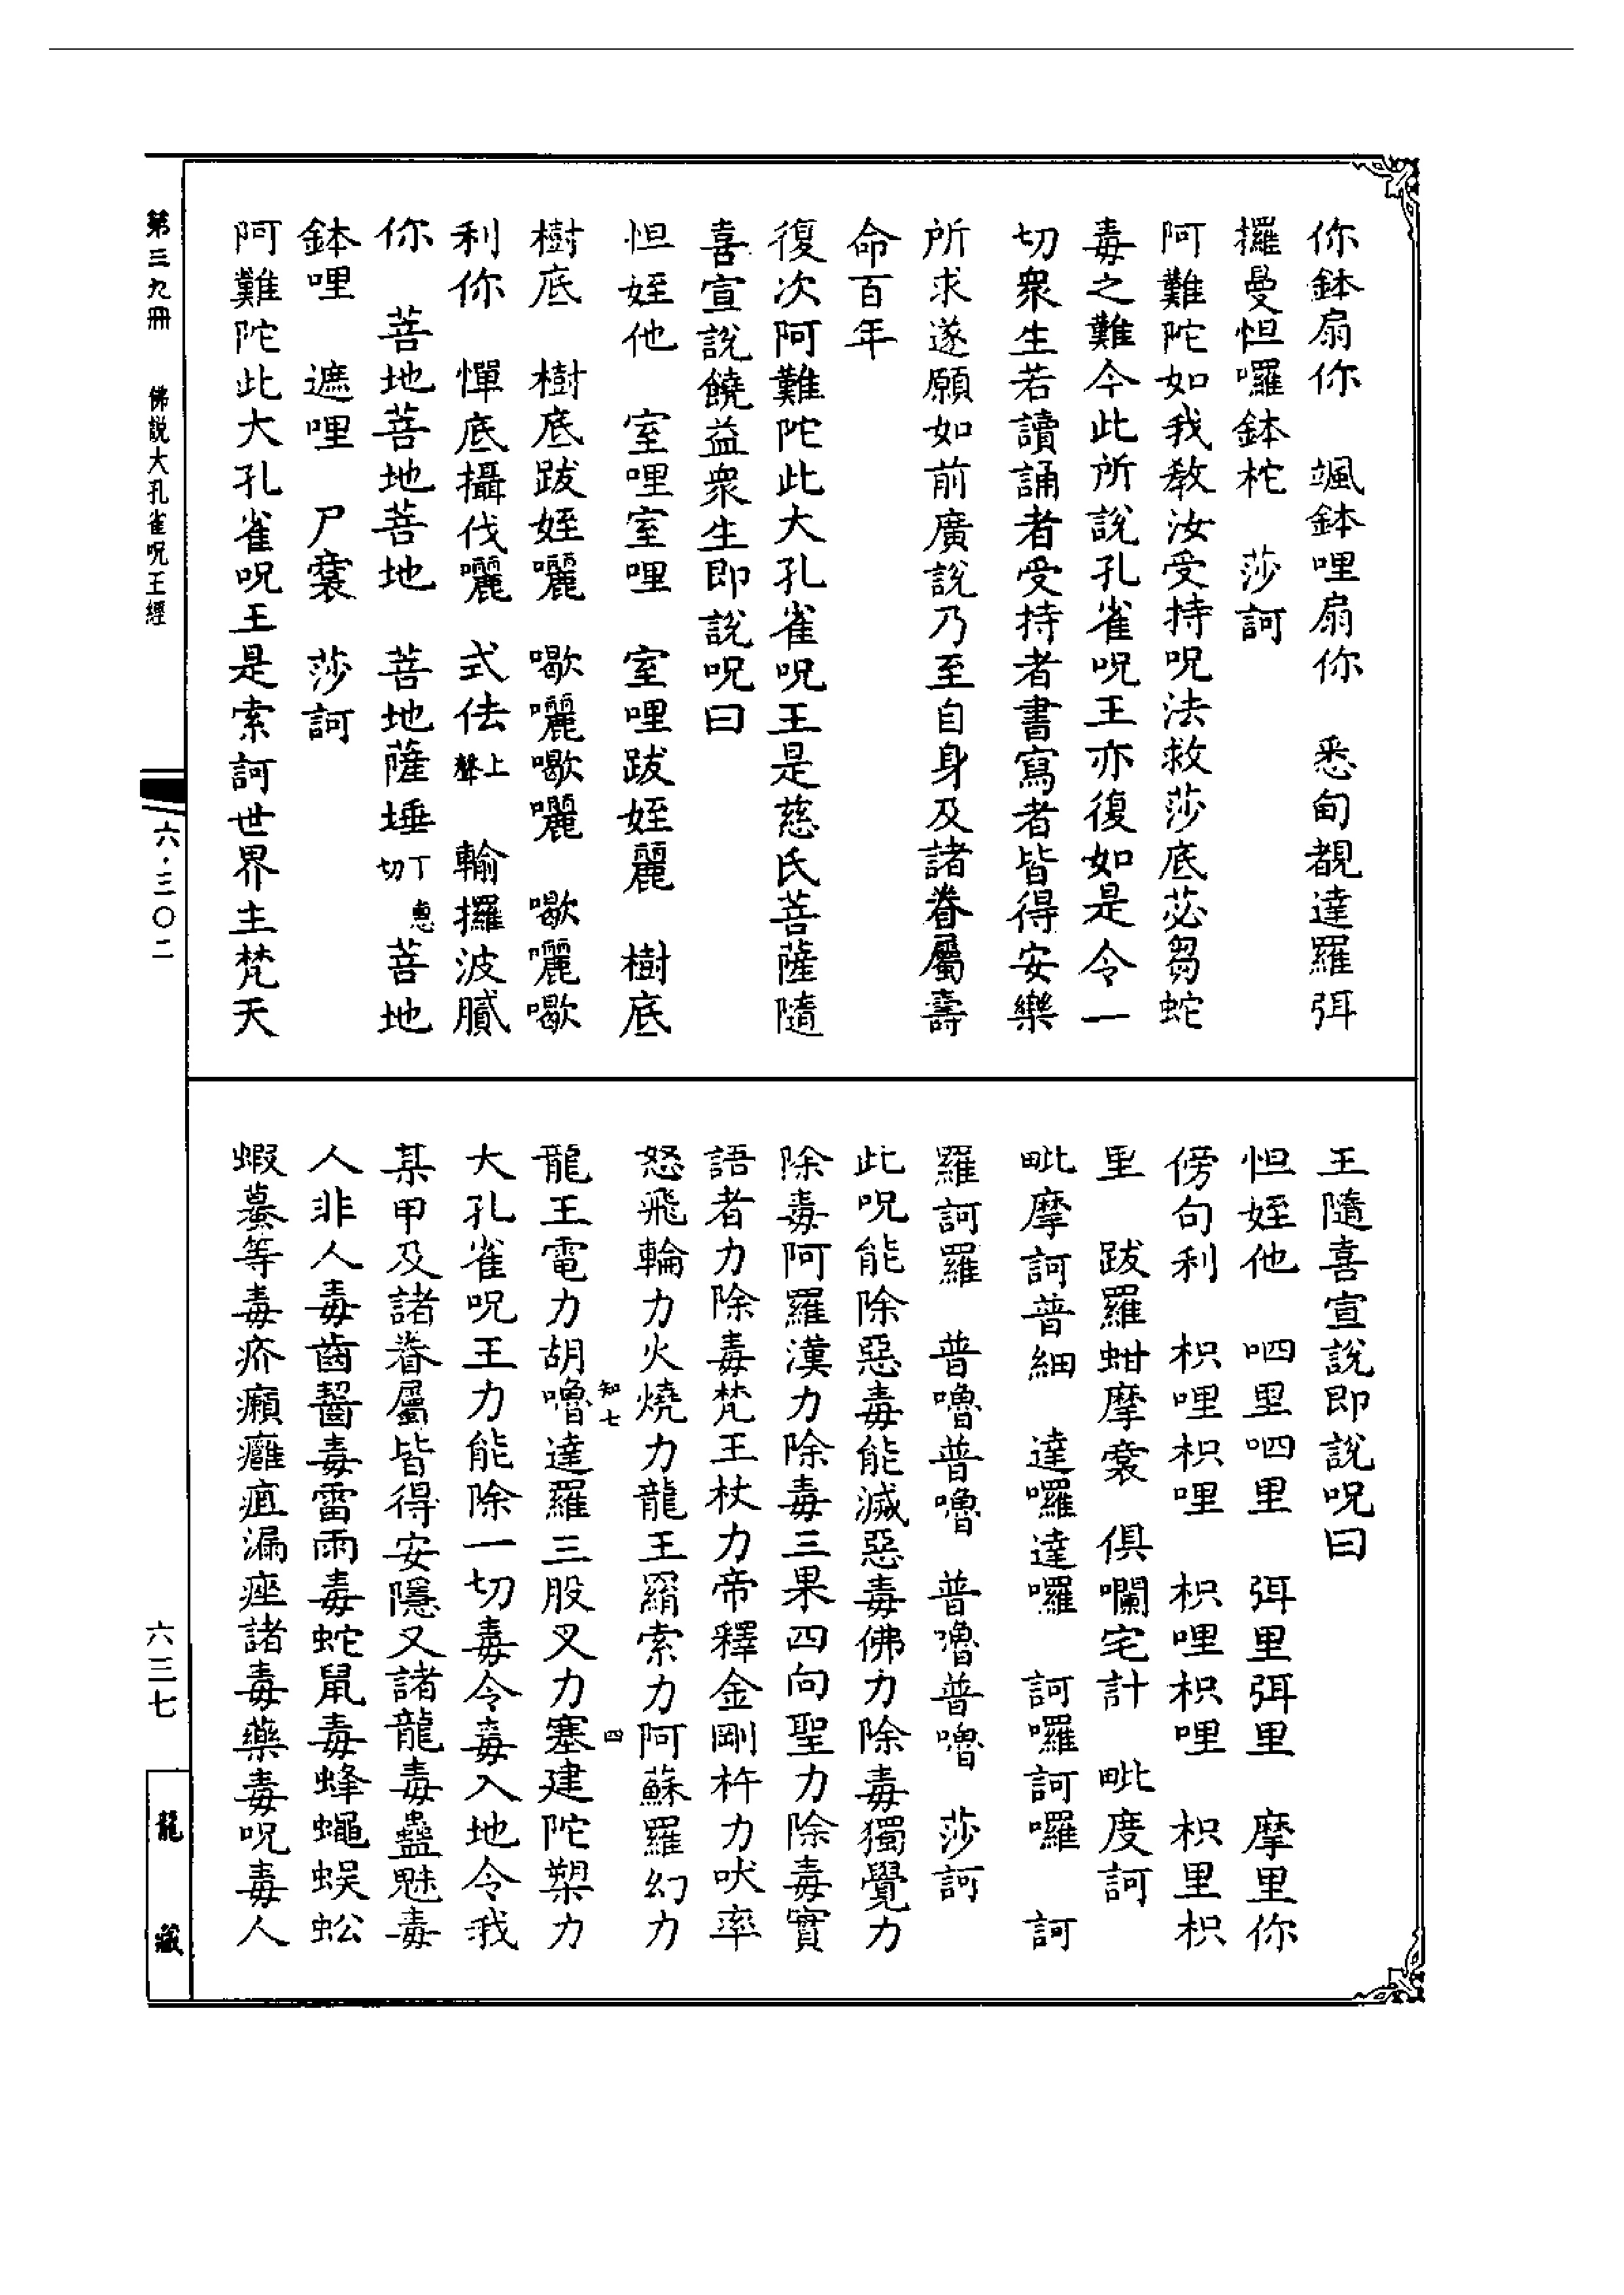 你鉢扇你　颯鉢哩扇你　悉甸覩達羅弭
攞曼怛囉鉢柁　莎訶
阿難陀如我教汝受持呪法救莎底苾芻蛇
毒之難今此所說孔雀呪王亦復如是令一
切衆生若讀誦者受持者書寫者皆得安樂
所求遂願如前廣說乃至自身及諸眷屬壽
命百年
復次阿難陀此大孔雀呪王是慈氏菩薩隨
喜宣說饒益衆生即說呪曰
怛姪他　室哩室哩　室哩跋姪麗　樹底
樹底　樹底跋姪囇　歇囇歇囇　歇囇歇
利你　憚底攝伐囇　式佉上聲　輸攞波膩
你　菩地菩地菩地　菩地薩埵丁惠切　菩地
鉢哩　遮哩　尸裊　莎訶
阿難陀此大孔雀呪王是索訶世界主梵天
王隨喜宣說即說呪曰
怛姪他　呬里呬里　弭里弭里　摩里你
傍句利　枳哩枳哩　枳哩枳哩　枳里枳
里　跋羅蚶摩裊　俱囒宅計　毗度訶
毗摩訶普細　達囉達囉　訶囉訶囉　訶
羅訶羅　普嚕普嚕　普嚕普嚕　莎訶
此呪能除惡毒能滅惡毒佛力除毒獨覺力
除毒阿羅漢力除毒三果四向聖力除毒實
語者力除毒梵王杖力帝釋金剛杵力吠率
怒飛輪力火燒力龍王羂索力阿蘇羅幻力
知七　四
龍王電力胡嚕達羅三股叉力塞建陀槊力
大孔雀呪王力能除一切毒令毒入地令我
某甲及諸眷屬皆得安隱又諸龍毒蠱魅毒
人非人毒齒齧毒雷雨毒蛇鼠毒蜂蠅蜈蚣
蝦蟇等毒疥癩癰疽漏痤諸毒藥毒呪毒人
第三九冊　佛說大孔雀呪王經
六·三〇二
六三七
龍藏